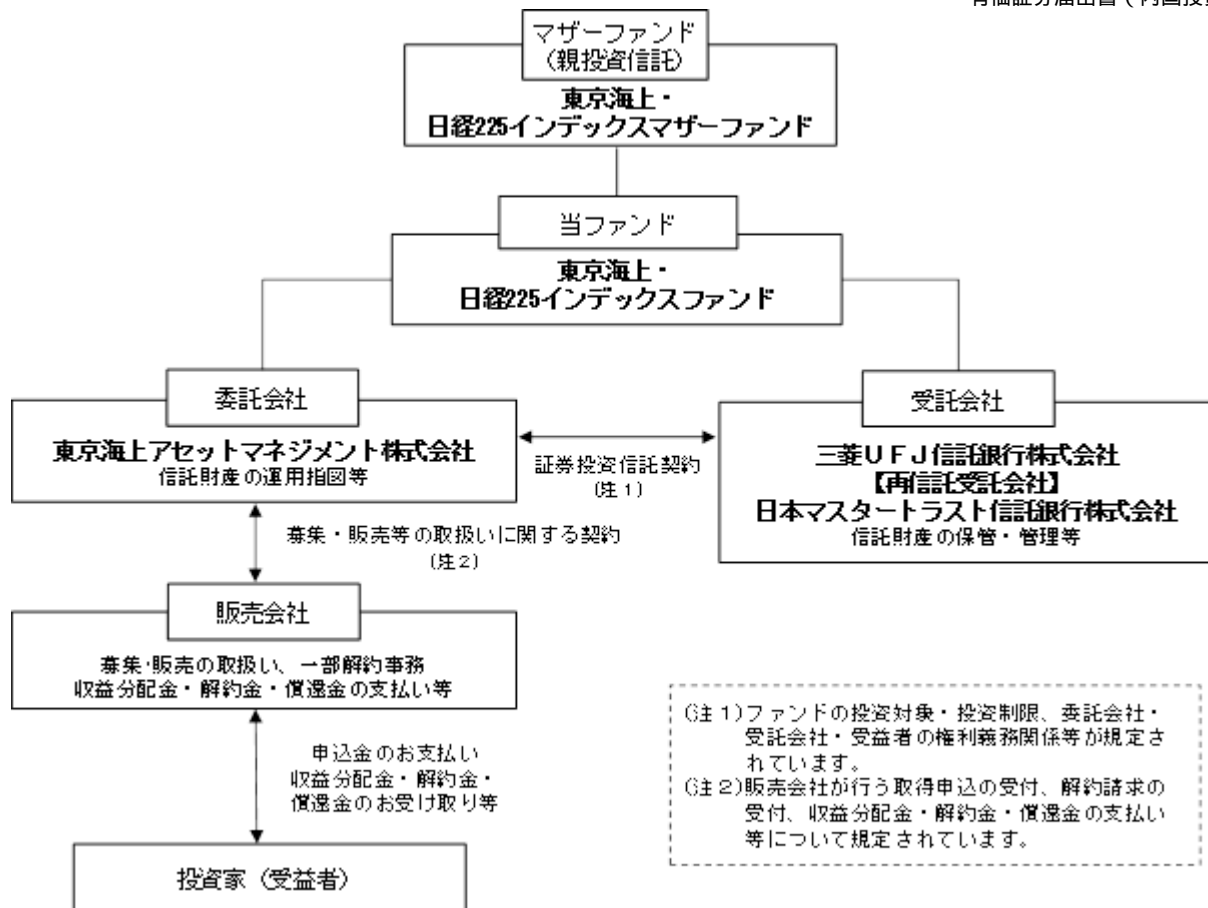 有価証券届出書（内国投資
マザーファンド
（親投資信託）
東京海上・
日経225インデックスマザーファンド
当ファンド
東京海上・
日経225インデックスファンド
委託会社
東京海上アセットマネジメント株式会社
信託財産の運用指図等
証券投資信託契約
（注１）
受託会社
三菱ＵＦＪ信託銀行株式会社
【再信託受託会社】
日本マスタートラスト信託銀行株式会社
信託財産の保管・管理等
募集・販売等の取扱いに関する契約
（注２）
販売会社
募集・販売の取扱い、一部解約事務
収益分配金・解約金・償還金の支払い等
申込金のお支払い
収益分配金・解約金・
償還金のお受け取り等
投資家（受益者）
（注１）ファンドの投資対象・投資制限、委託会社・
受託会社・受益者の権利義務関係等が規定さ
れています。
（注２）販売会社が行う取得申込の受付、解約請求の
受付、収益分配金・解約金・償還金の支払い
等について規定されています。